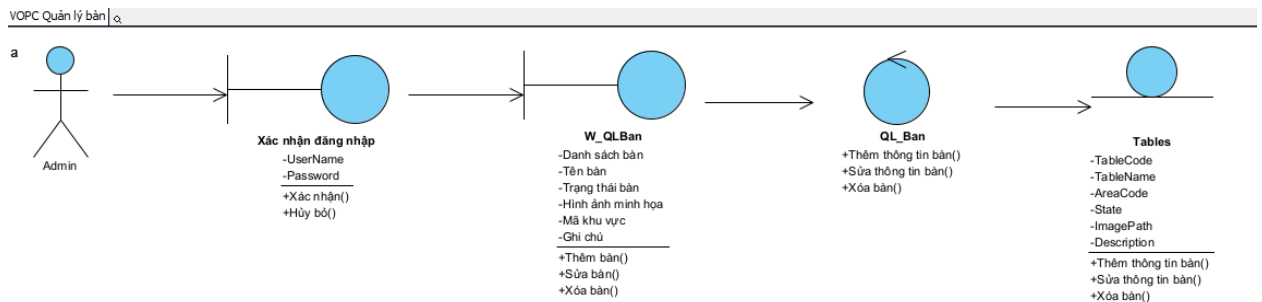 VOPC Quản lý bàn
a
Admin
Xác nhận đăng nhập
-UserName
-Password
+Xác nhận()
+Hủy bỏ()
W_QLBan
-Danh sách bàn
-Tên bàn
-Trạng thái bàn
-Hình ảnh minh họa
-Mã khu vực
-Ghi chú
+Thêm bàn()
+Sửa bàn()
+Xóa bàn()
QL_Ban
+Thêm thông tin bàn()
+Sửa thông tin bàn()
+Xóa bàn()
Tables
-TableCode
-TableName
-AreaCode
-State
-ImagePath
-Description
+Thêm thông tin bàn()
+Sửa thông tin bàn()
+Xóa bàn()